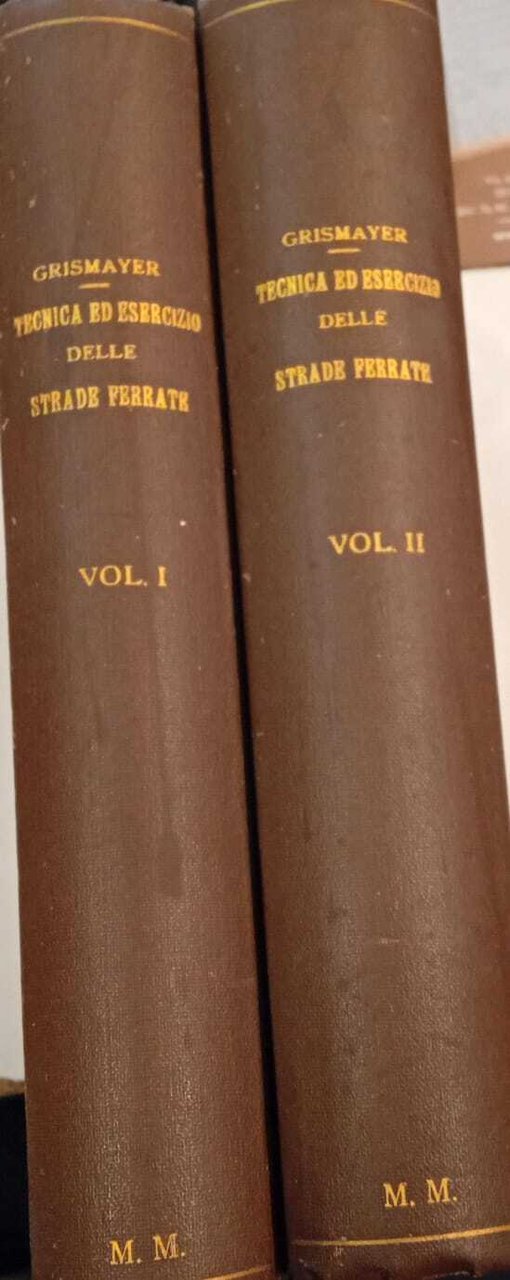 GRISMAYER
TECNICA ED ESERCIZIO
DELLE
STRADE FERRATE
VOL. I
M. M.
GRISMAYER
TECNICA ED ESERCIZIO
DELLE
STRADE FERRATE
VOL. II
M. M.